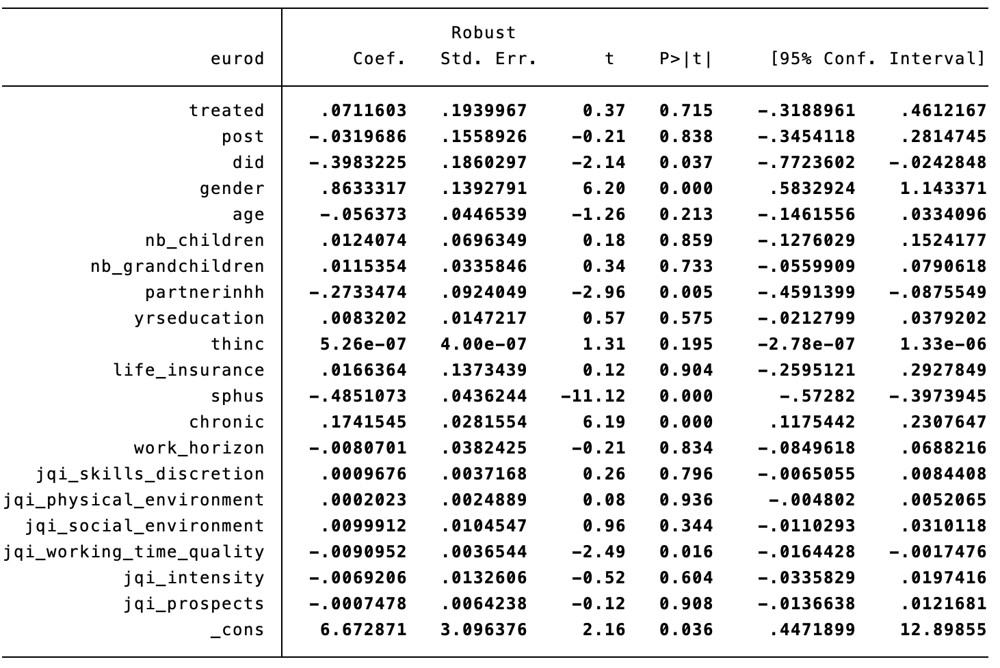 Robust
eurod Coef. Std. Err. t P>|t| [95% Conf. Interval]
treated .0711603 .1939967 0.37 0.715 -.3188961 .4612167
post -.0319686 .1558926 -0.21 0.838 -.3454118 .2814745
did -.3983225 .1860297 -2.14 0.037 -.7723602 -.0242848
gender .8633317 .1392791 6.20 0.000 .5832924 1.143371
age -.056373 .0446539 -1.26 0.213 -.1461556 .0334096
nb_children .0124074 .0696349 0.18 0.859 -.1276029 .1524177
nb_grandchildren .0115354 .0335846 0.34 0.733 -.0559909 .0790618
partnerinhh -.2733474 .0924049 -2.96 0.005 -.4591399 -.0875549
yrseducation .0083202 .0147217 0.57 0.575 -.0212799 .0379202
thinc 5.26e-07 4.00e-07 1.31 0.195 -2.78e-07 1.33e-06
life_insurance .0166364 .1373439 0.12 0.904 -.2595121 .2927849
sphus -.4851073 .0436244 -11.12 0.000 -.57282 -.3973945
chronic .1741545 .0281554 6.19 0.000 .1175442 .2307647
work_horizon -.0080701 .0382425 -0.21 0.834 -.0849618 .0688216
jqi_skills_discretion .0009676 .0037168 0.26 0.796 -.0065055 .0084408
jqi_physical_environment .0002023 .0024889 0.08 0.936 -.004802 .0052065
jqi_social_environment .0099912 .0104547 0.96 0.344 -.0110293 .0310118
jqi_working_time_quality -.0090952 .0036544 -2.49 0.016 -.0164428 -.0017476
jqi_intensity -.0069206 .0132606 -0.52 0.604 -.0335829 .0197416
jqi_prospects -.0007478 .0064238 -0.12 0.908 -.0136638 .0121681
_cons 6.672871 3.096376 2.16 0.036 .4471899 12.89855